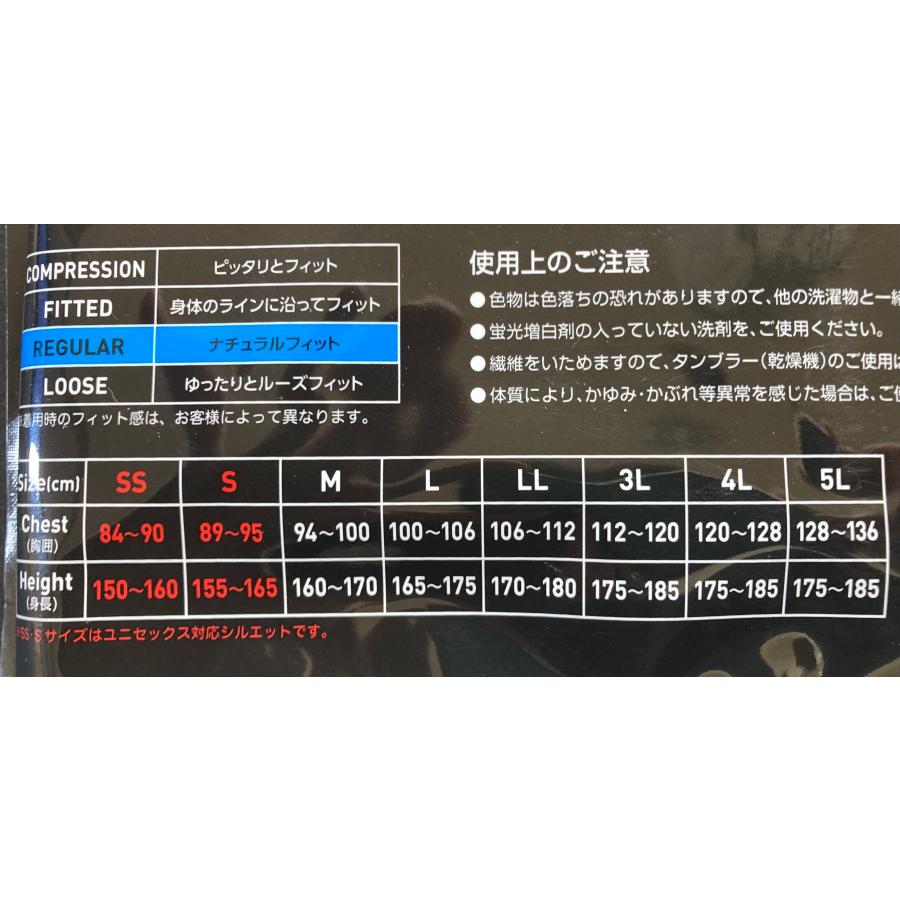 COMPRESSION ピッタリとフィット
FITTED 身体のラインに沿ってフィット
REGULAR ナチュラルフィット
LOOSE ゆったりとルーズフィット
着用時のフィット感は、お客様によって異なります。
使用上のご注意
●色物は色落ちの恐れがありますので、他の洗濯物と一緒
●蛍光増白剤の入っていない洗剤を、ご使用ください。
●繊維をいためますので、タンブラー(乾燥機)のご使用は
●体質により、かゆみ・かぶれ等異常を感じた場合は、ご使
Size(cm) SS S M L LL 3L 4L 5L
Chest (胸囲) 84〜90 89〜95 94〜100 100〜106 106〜112 112〜120 120〜128 128〜136
Height (身長) 150〜160 155〜165 160〜170 165〜175 170〜180 175〜185 175〜185 175〜185
※SS・Sサイズはユニセックス対応シルエットです。